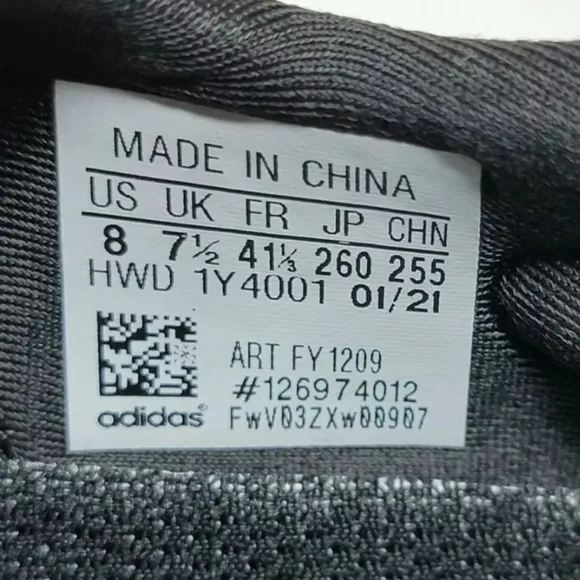 MADE IN CHINA
US UK FR JP CHN
8 7½ 41⅓ 260 255
HWD 1Y4001 01/21
ART FY1209
#126974012
adidas® FwV03ZXw00907